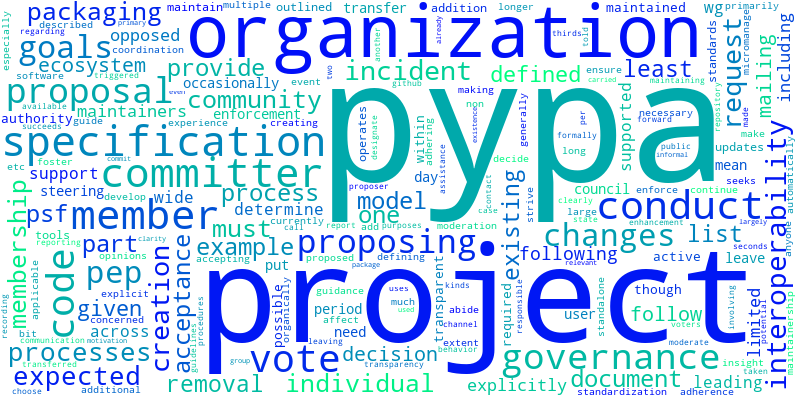 packaging
maintain
multiple
outlined
transfer
addition
longer
maintained
wg
primarily
especially
described
opposed
goals
ecosystem
software
coordination
organization
already
another
thirds
told
ensure
micromanage
standards
including
regarding
primary
triggered
occasionally
provide
incident
defined
least
request
mailing
proposal
maintainers
community
event
two
github
making
non
supported
authority
available
guide
experience
enforcement
creating
operates
designate
within
adhering
generally
necessary
forward
public
informal
repository
made
make
updates
specification
succeeds
even
committer
process
pypa
existence
formally
per
long
decide
etc
foster
carried
maintaining
support
steering
wide
develop
commit
currently
call
add
report
proposer
assistance
contact
case
day
model
one
moderation
purposes
strive
clearly
council
enforce
continue
mean
seeks
anyone
automatically
psf
member
determine
large
state
enhancement
largely
conduct
interoperability
membership
tools
reporting
opinions
must
accepting
proposed
defining
package
proposing
existing
changes
list
seconds
part
across
example
clarity
transparent
following
active
leave
relevant
code
pep
creation
acceptance
put
possible
organically
guidance
affect
kinds
uses
used
much
abide
channel
extent
behavior
required
responsible
though
user
standalone
follow
voters
involving
potential
limited
applicable
explicit
given
concerned
guidelines
procedures
period
need
project
recording
bit
communication
motivation
processes
vote
decision
governance
moderate
insight
taken
maintainership
transferred
choose
expected
additional
group
leaving
transparency
removal
individual
explicitly
document
leading
standardization
adherence